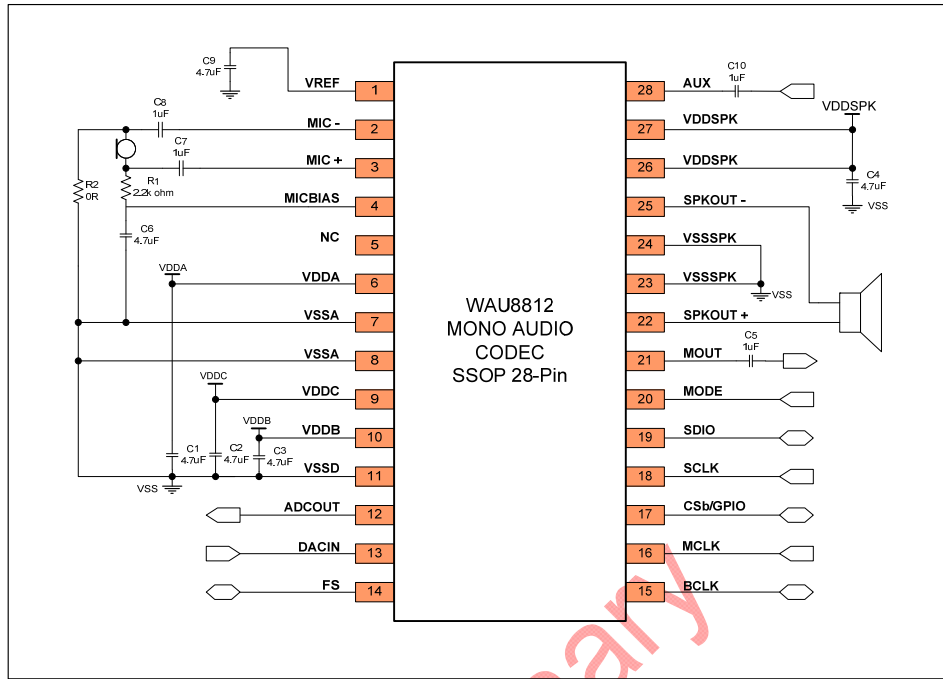 C9
4.7uF
VREF
1
C8
1uF
MIC -
2
C7
1uF
MIC +
3
R1
2.2k ohm
R2
0R
MICBIAS
4
C6
4.7uF
NC
5
VDDA
VDDA
6
VSSA
7
VSSA
8
VDDC
VDDC
9
VDDB
VDDB
10
C1
4.7uF
C2
4.7uF
C3
4.7uF
VSSD
11
VSS
ADCOUT
12
DACIN
13
FS
14
WAU8812
MONO AUDIO
CODEC
SSOP 28-Pin
28
AUX
C10
1uF
27
VDDSPK
VDDSPK
26
VDDSPK
C4
4.7uF
VSS
25
SPKOUT -
24
VSSSPK
23
VSSSPK
VSS
22
SPKOUT +
21
MOUT
C5
1uF
20
MODE
19
SDIO
18
SCLK
17
CSb/GPIO
16
MCLK
15
BCLK